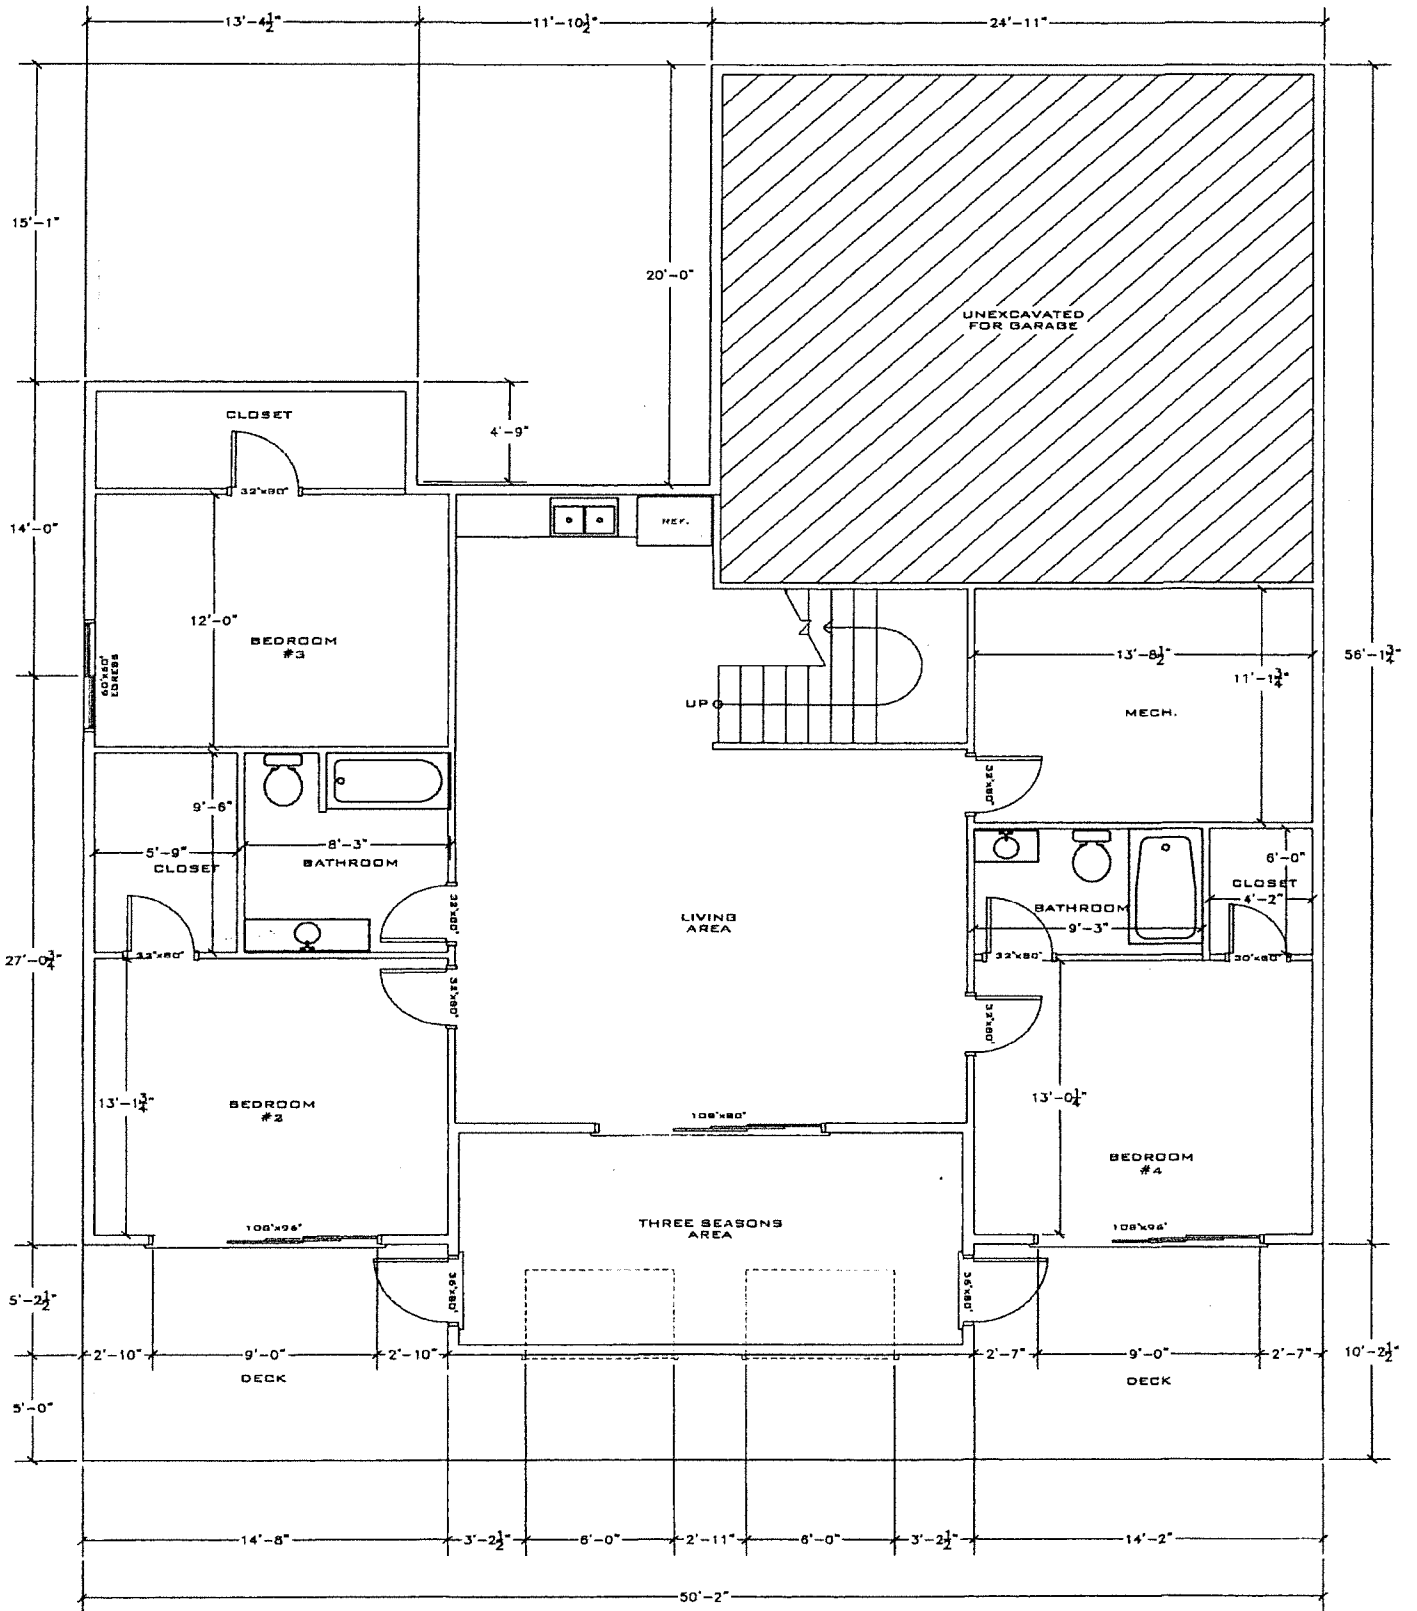 13'-4½"
11'-10½"
24'-11"
15'-1"
20'-0"
UNEXCAVATED
FOR GARAGE
CLOSET
4'-9"
32"x80"
REF.
14'-0"
12'-0"
BEDROOM
#3
60"x60"
EGRESS
13'-8½"
56'-1¾"
11'-1¾"
UP
MECH.
32"x80"
9'-6"
8'-3"
5'-9"
CLOSET
BATHROOM
6'-0"
CLOSET
4'-2"
32"x80"
LIVING
AREA
BATHROOM
9'-3"
32"x80"
27'-0¾"
32"x80"
32"x80"
30"x80"
32"x80"
13'-1¾"
BEDROOM
#2
13'-0¼"
108"x80"
BEDROOM
#4
108"x96"
THREE SEASONS
AREA
108"x96"
36"x80"
36"x80"
5'-2½"
2'-10"
9'-0"
2'-10"
2'-7"
9'-0"
2'-7"
10'-2½"
DECK
DECK
5'-0"
14'-8"
3'-2½"
6'-0"
2'-11"
6'-0"
3'-2½"
14'-2"
50'-2"